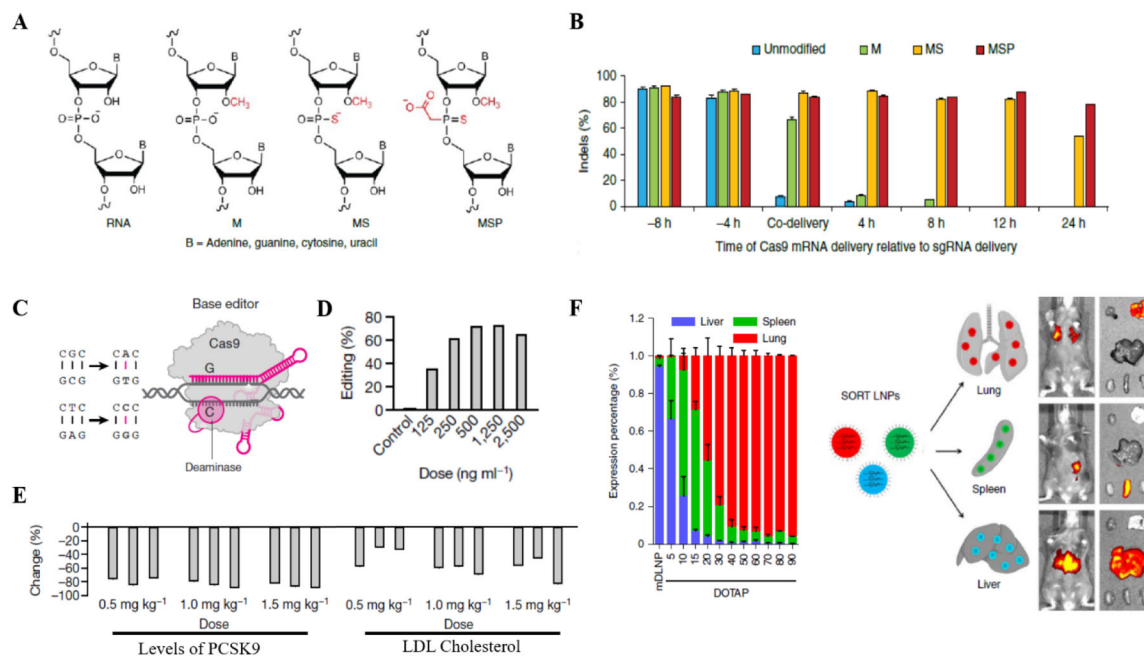 A
B
B
B
B
OH
OCH₃
OCH₃
OCH₃
O=P-O⁻
O=P-O⁻
O=P-S⁻
P=S
B
B
B
B
OH
OH
OH
OH
RNA
M
MS
MSP
B = Adenine, guanine, cytosine, uracil
B
Unmodified
M
MS
MSP
Indels (%)
100
80
60
40
20
0
–8 h
–4 h
Co-delivery
4 h
8 h
12 h
24 h
Time of Cas9 mRNA delivery relative to sgRNA delivery
C
Base editor
Cas9
G
C
Deaminase
CGC
CAC
GCG
GTG
CTC
CCC
GAG
GGG
D
Editing (%)
80
60
40
20
0
Control
125
250
500
1,250
2,500
Dose (ng ml⁻¹)
E
Change (%)
0
–20
–40
–60
–80
–100
0.5 mg kg⁻¹
1.0 mg kg⁻¹
1.5 mg kg⁻¹
0.5 mg kg⁻¹
1.0 mg kg⁻¹
1.5 mg kg⁻¹
Dose
Dose
Levels of PCSK9
LDL Cholesterol
F
Liver
Spleen
Lung
Expression percentage (%)
1.2
1.0
0.8
0.6
0.4
0.2
0
mDLNP
5
10
15
20
30
40
50
60
70
80
90
DOTAP
SORT LNPs
Lung
Spleen
Liver